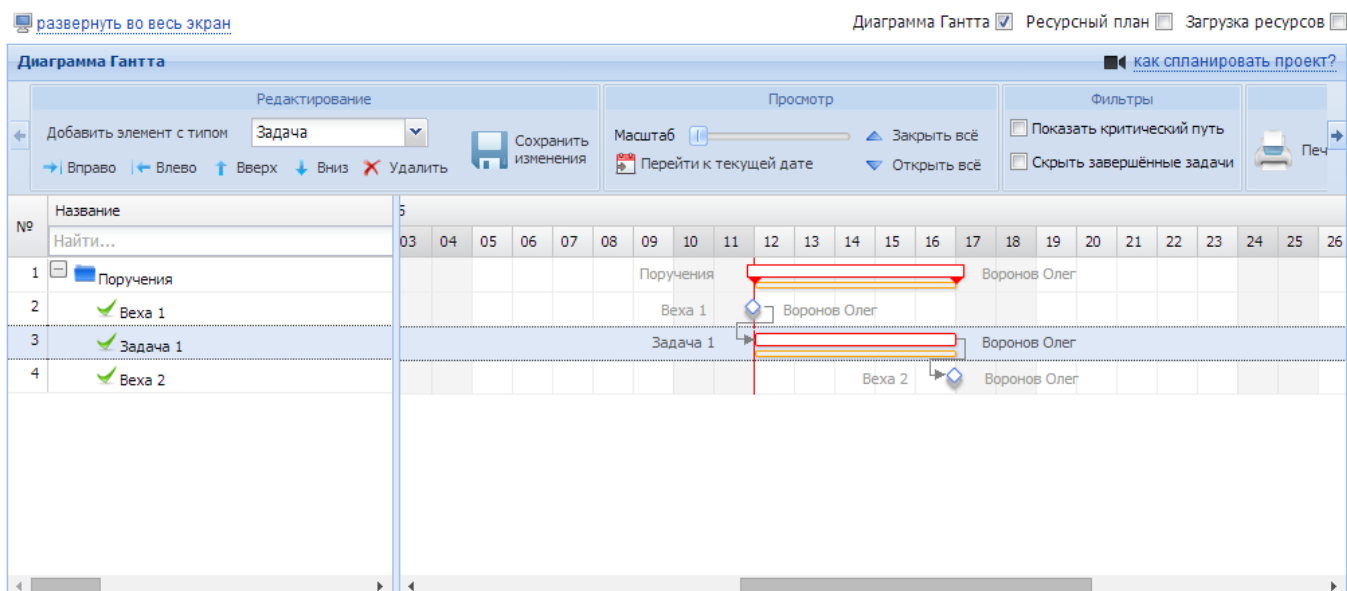 развернуть во весь экран
Диаграмма Гантта Ресурсный план Загрузка ресурсов
Диаграмма Гантта
как спланировать проект?
Редактирование
Просмотр
Фильтры
Добавить элемент с типом Задача
Вправо Влево Вверх Вниз Удалить
Сохранить
изменения
Масштаб Закрыть всё
Перейти к текущей дате Открыть всё
Показать критический путь
Скрыть завершённые задачи
Печ
№ Название
Найти...
5
03 04 05 06 07 08 09 10 11 12 13 14 15 16 17 18 19 20 21 22 23 24 25 26
1 Поручения Поручения Воронов Олег
2 Веха 1 Веха 1 Воронов Олег
3 Задача 1 Задача 1 Воронов Олег
4 Веха 2 Веха 2 Воронов Олег